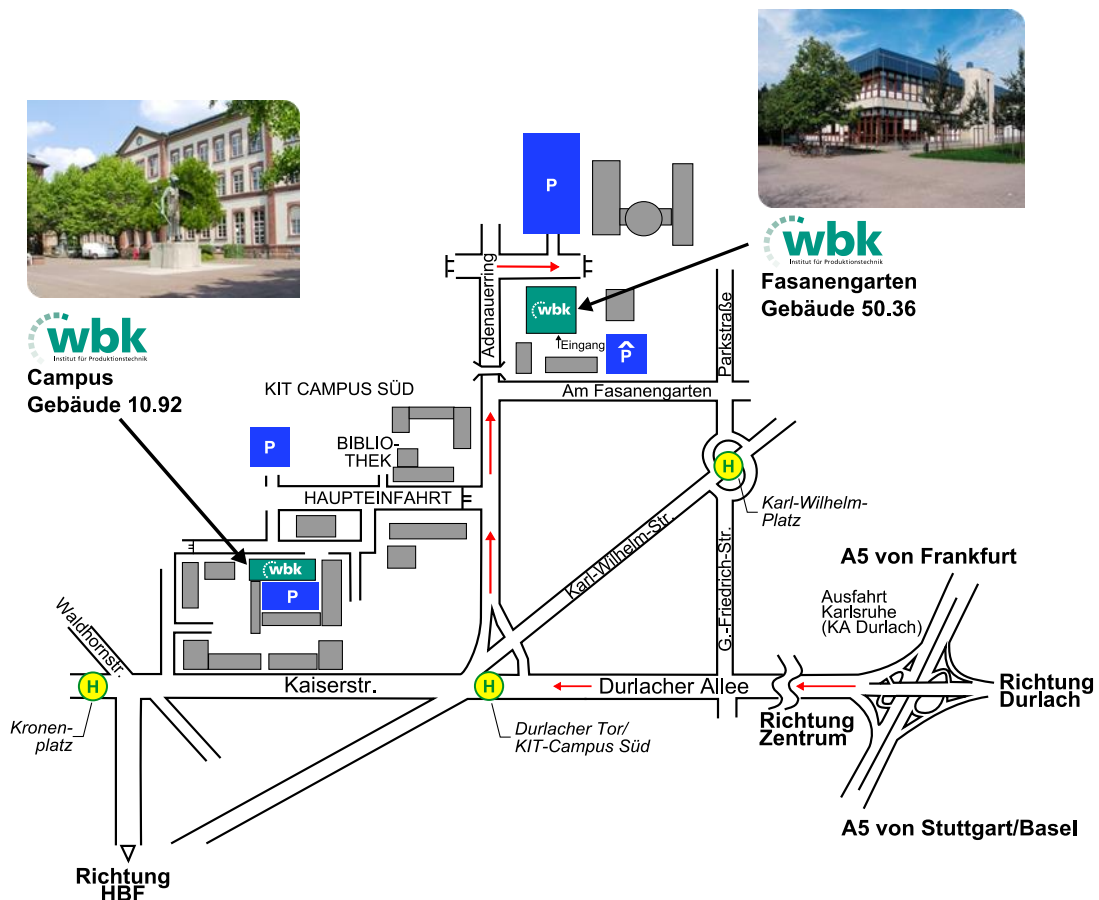 wbk
Institut für Produktionstechnik
Fasanengarten
Gebäude 50.36
wbk
Institut für Produktionstechnik
Campus
Gebäude 10.92
P
Adenauerring
wbk
Eingang
P
Parkstraße
KIT CAMPUS SÜD
Am Fasanengarten
P
BIBLIO-
THEK
HAUPTEINFAHRT
H
Karl-Wilhelm-
Platz
Karl-Wilhelm-Str.
G.-Friedrich-Str.
wbk
P
A5 von Frankfurt
Ausfahrt
Karlsruhe
(KA Durlach)
Waldhornstr.
H
Kaiserstr.
H
Durlacher Allee
Richtung
Durlach
Kronen-
platz
Durlacher Tor/
KIT-Campus Süd
Richtung
Zentrum
A5 von Stuttgart/Basel
Richtung
HBF